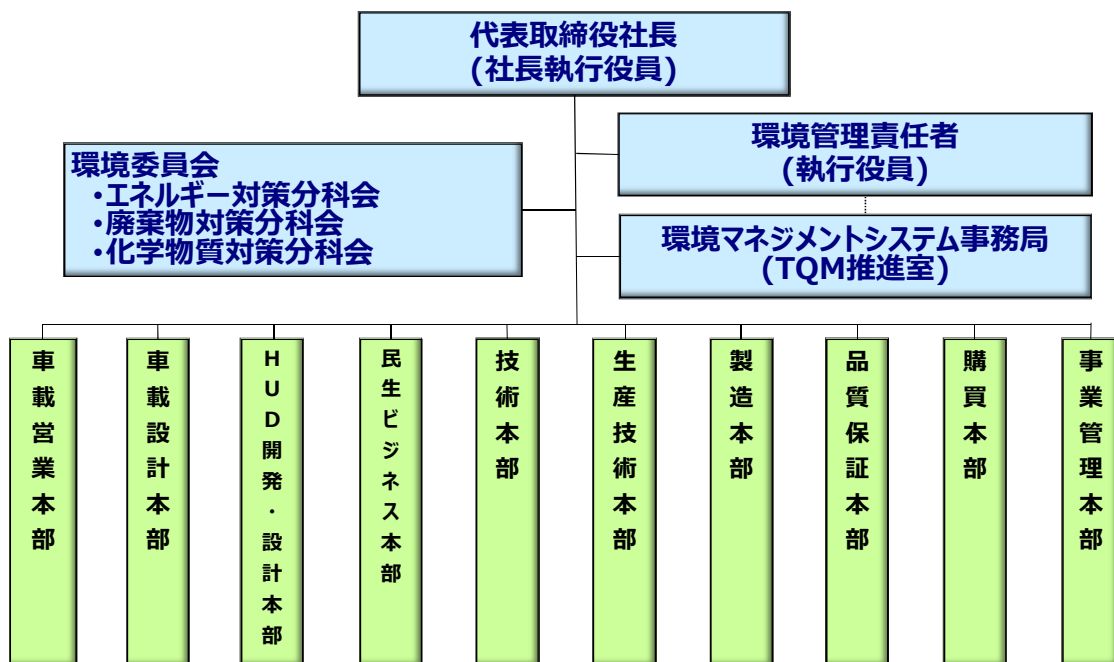 代表取締役社長
(社長執行役員)
環境管理責任者
(執行役員)
環境委員会
・エネルギー対策分科会
・廃棄物対策分科会
・化学物質対策分科会
環境マネジメントシステム事務局
(TQM推進室)
車載営業本部
車載設計本部
HUD開発・設計本部
民生ビジネス本部
技術本部
生産技術本部
製造本部
品質保証本部
購買本部
事業管理本部